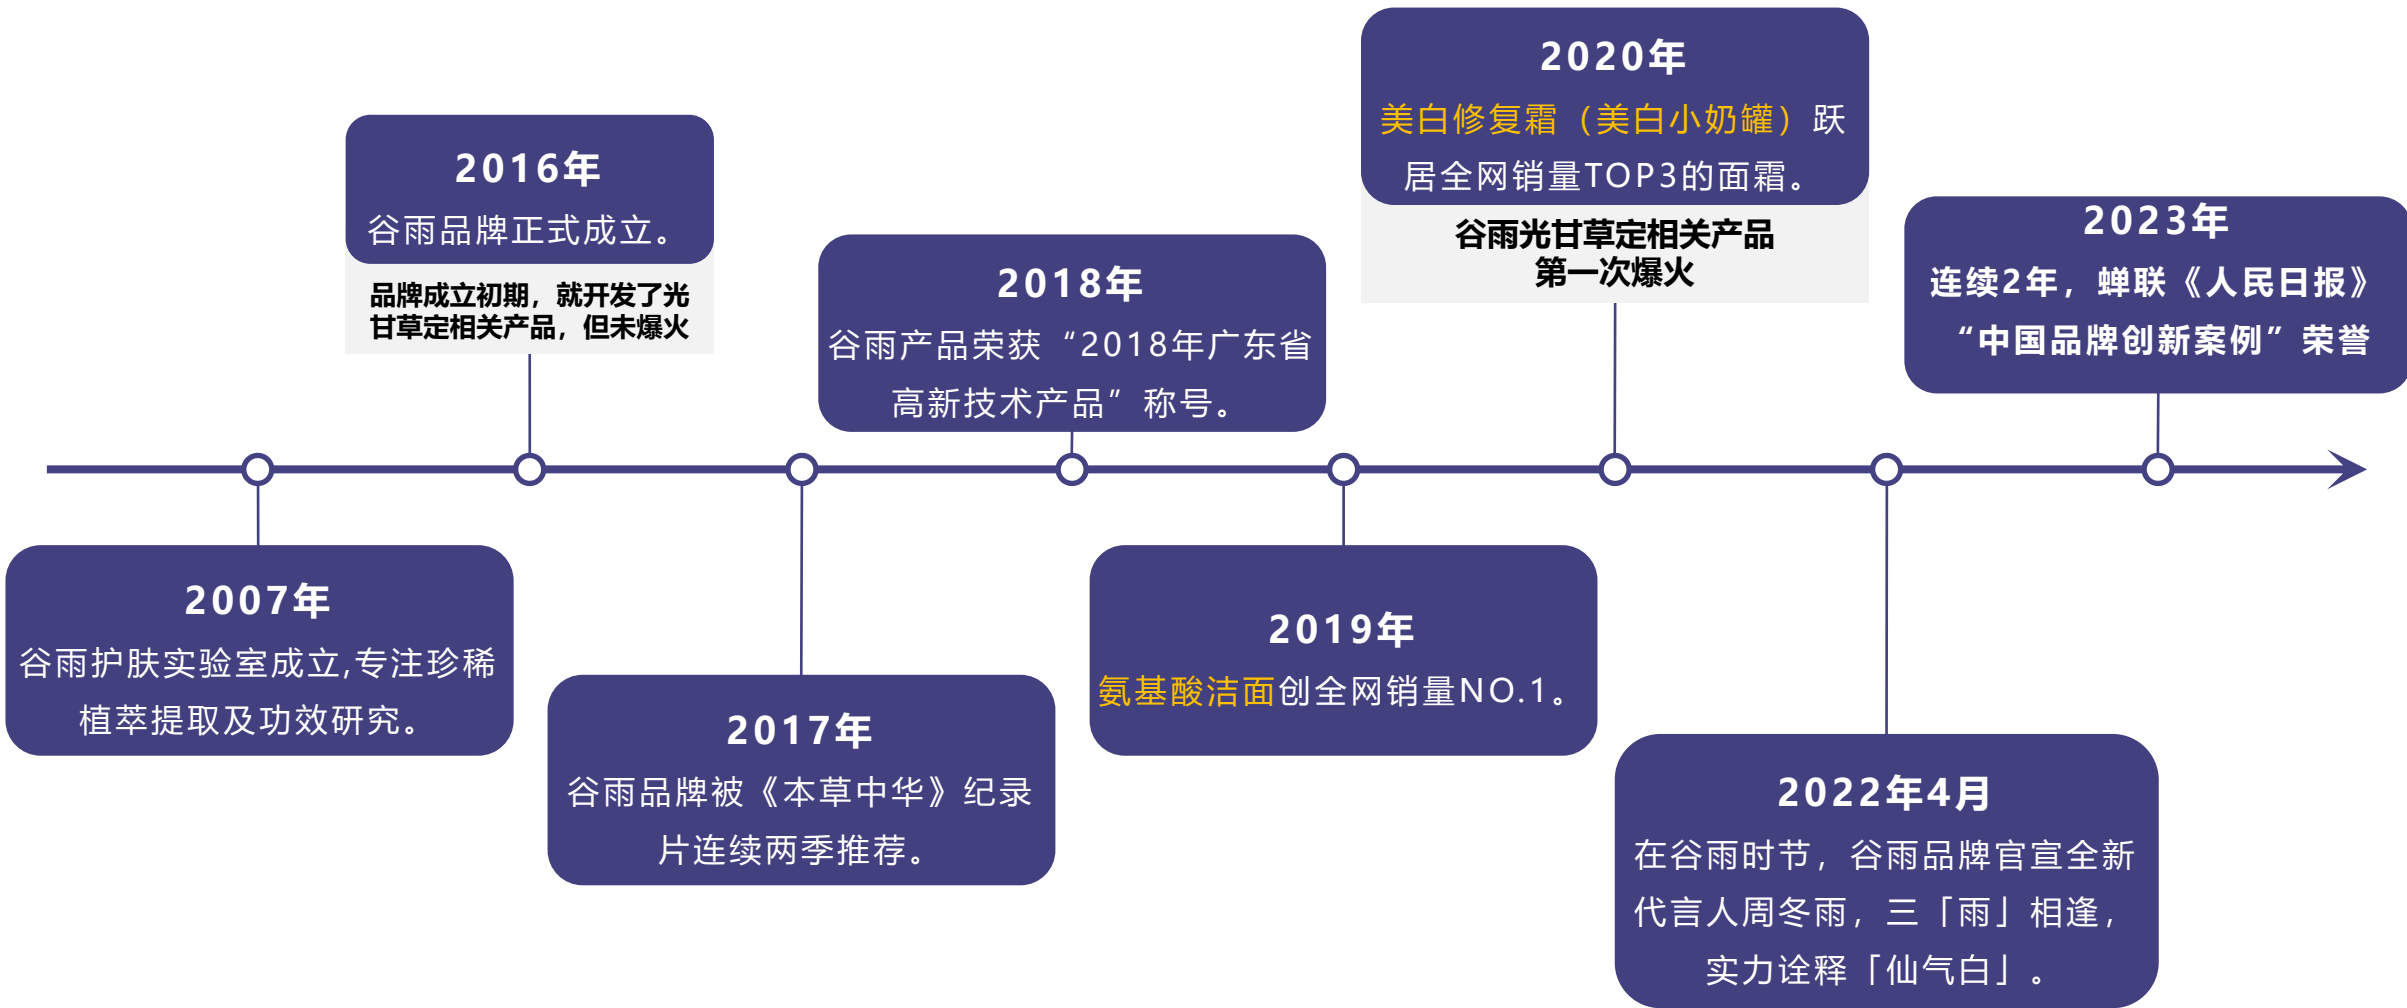 2007年
谷雨护肤实验室成立,专注珍稀
植萃提取及功效研究。
2016年
谷雨品牌正式成立。
品牌成立初期，就开发了光
甘草定相关产品，但未爆火
2017年
谷雨品牌被《本草中华》纪录
片连续两季推荐。
2018年
谷雨产品荣获“2018年广东省
高新技术产品”称号。
2019年
氨基酸洁面创全网销量NO.1。
2020年
美白修复霜（美白小奶罐）跃
居全网销量TOP3的面霜。
谷雨光甘草定相关产品
第一次爆火
2022年4月
在谷雨时节，谷雨品牌官宣全新
代言人周冬雨，三「雨」相逢，
实力诠释「仙气白」。
2023年
连续2年，蝉联《人民日报》
“中国品牌创新案例”荣誉